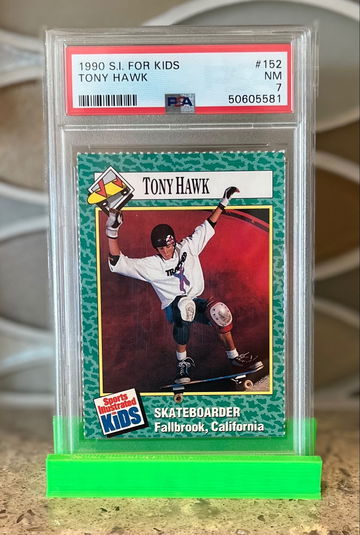 1990 S.I. FOR KIDS #152
TONY HAWK NM
7
PSA 50605581
TONY HAWK
Sports
Illustrated
KIDS
SKATEBOARDER
Fallbrook, California